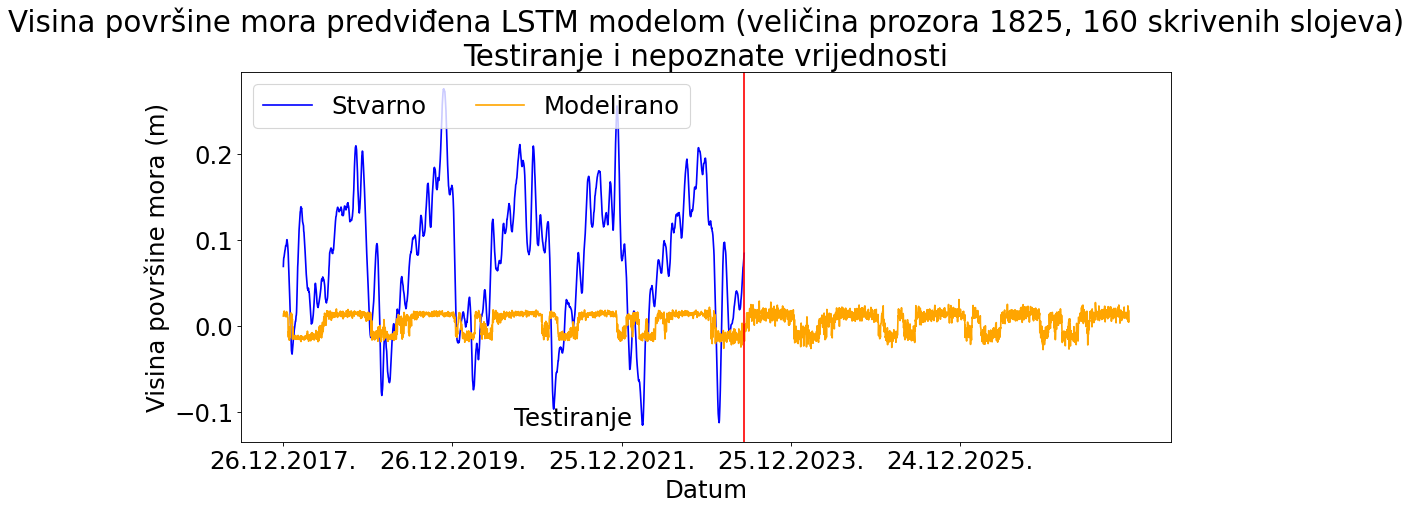 Visina površine mora predviđena LSTM modelom (veličina prozora 1825, 160 skrivenih slojeva)
Testiranje i nepoznate vrijednosti
Stvarno
Modelirano
Visina površine mora (m)
0.2
0.1
0.0
−0.1
Testiranje
26.12.2017.
26.12.2019.
25.12.2021.
25.12.2023.
24.12.2025.
Datum